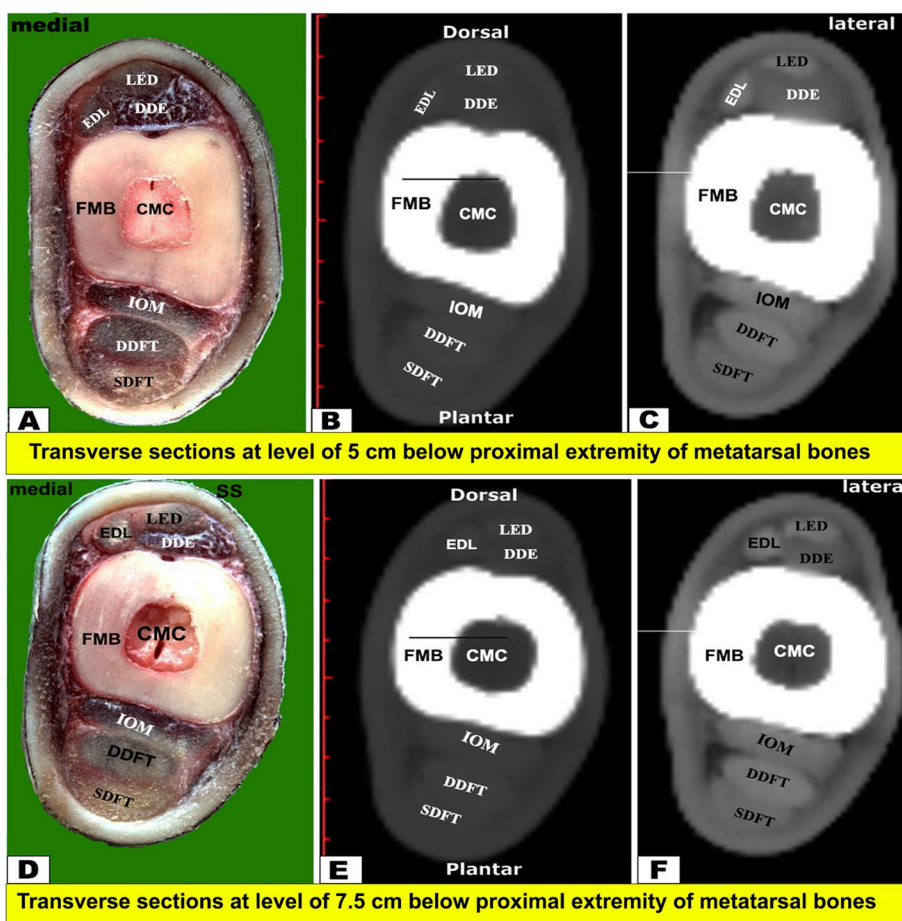 medial
LED
DDE
EDL
FMB
CMC
IOM
DDFT
SDFT
A
Dorsal
LED
EDL
DDE
FMB
CMC
IOM
DDFT
SDFT
B
Plantar
lateral
LED
EDL
DDE
FMB
CMC
IOM
DDFT
SDFT
C
Transverse sections at level of 5 cm below proximal extremity of metatarsal bones
medial
SS
LED
EDL
DDE
FMB
CMC
IOM
DDFT
SDFT
D
Dorsal
LED
EDL
DDE
FMB
CMC
IOM
DDFT
SDFT
E
Plantar
lateral
LED
EDL
DDE
FMB
CMC
IOM
DDFT
SDFT
F
Transverse sections at level of 7.5 cm below proximal extremity of metatarsal bones